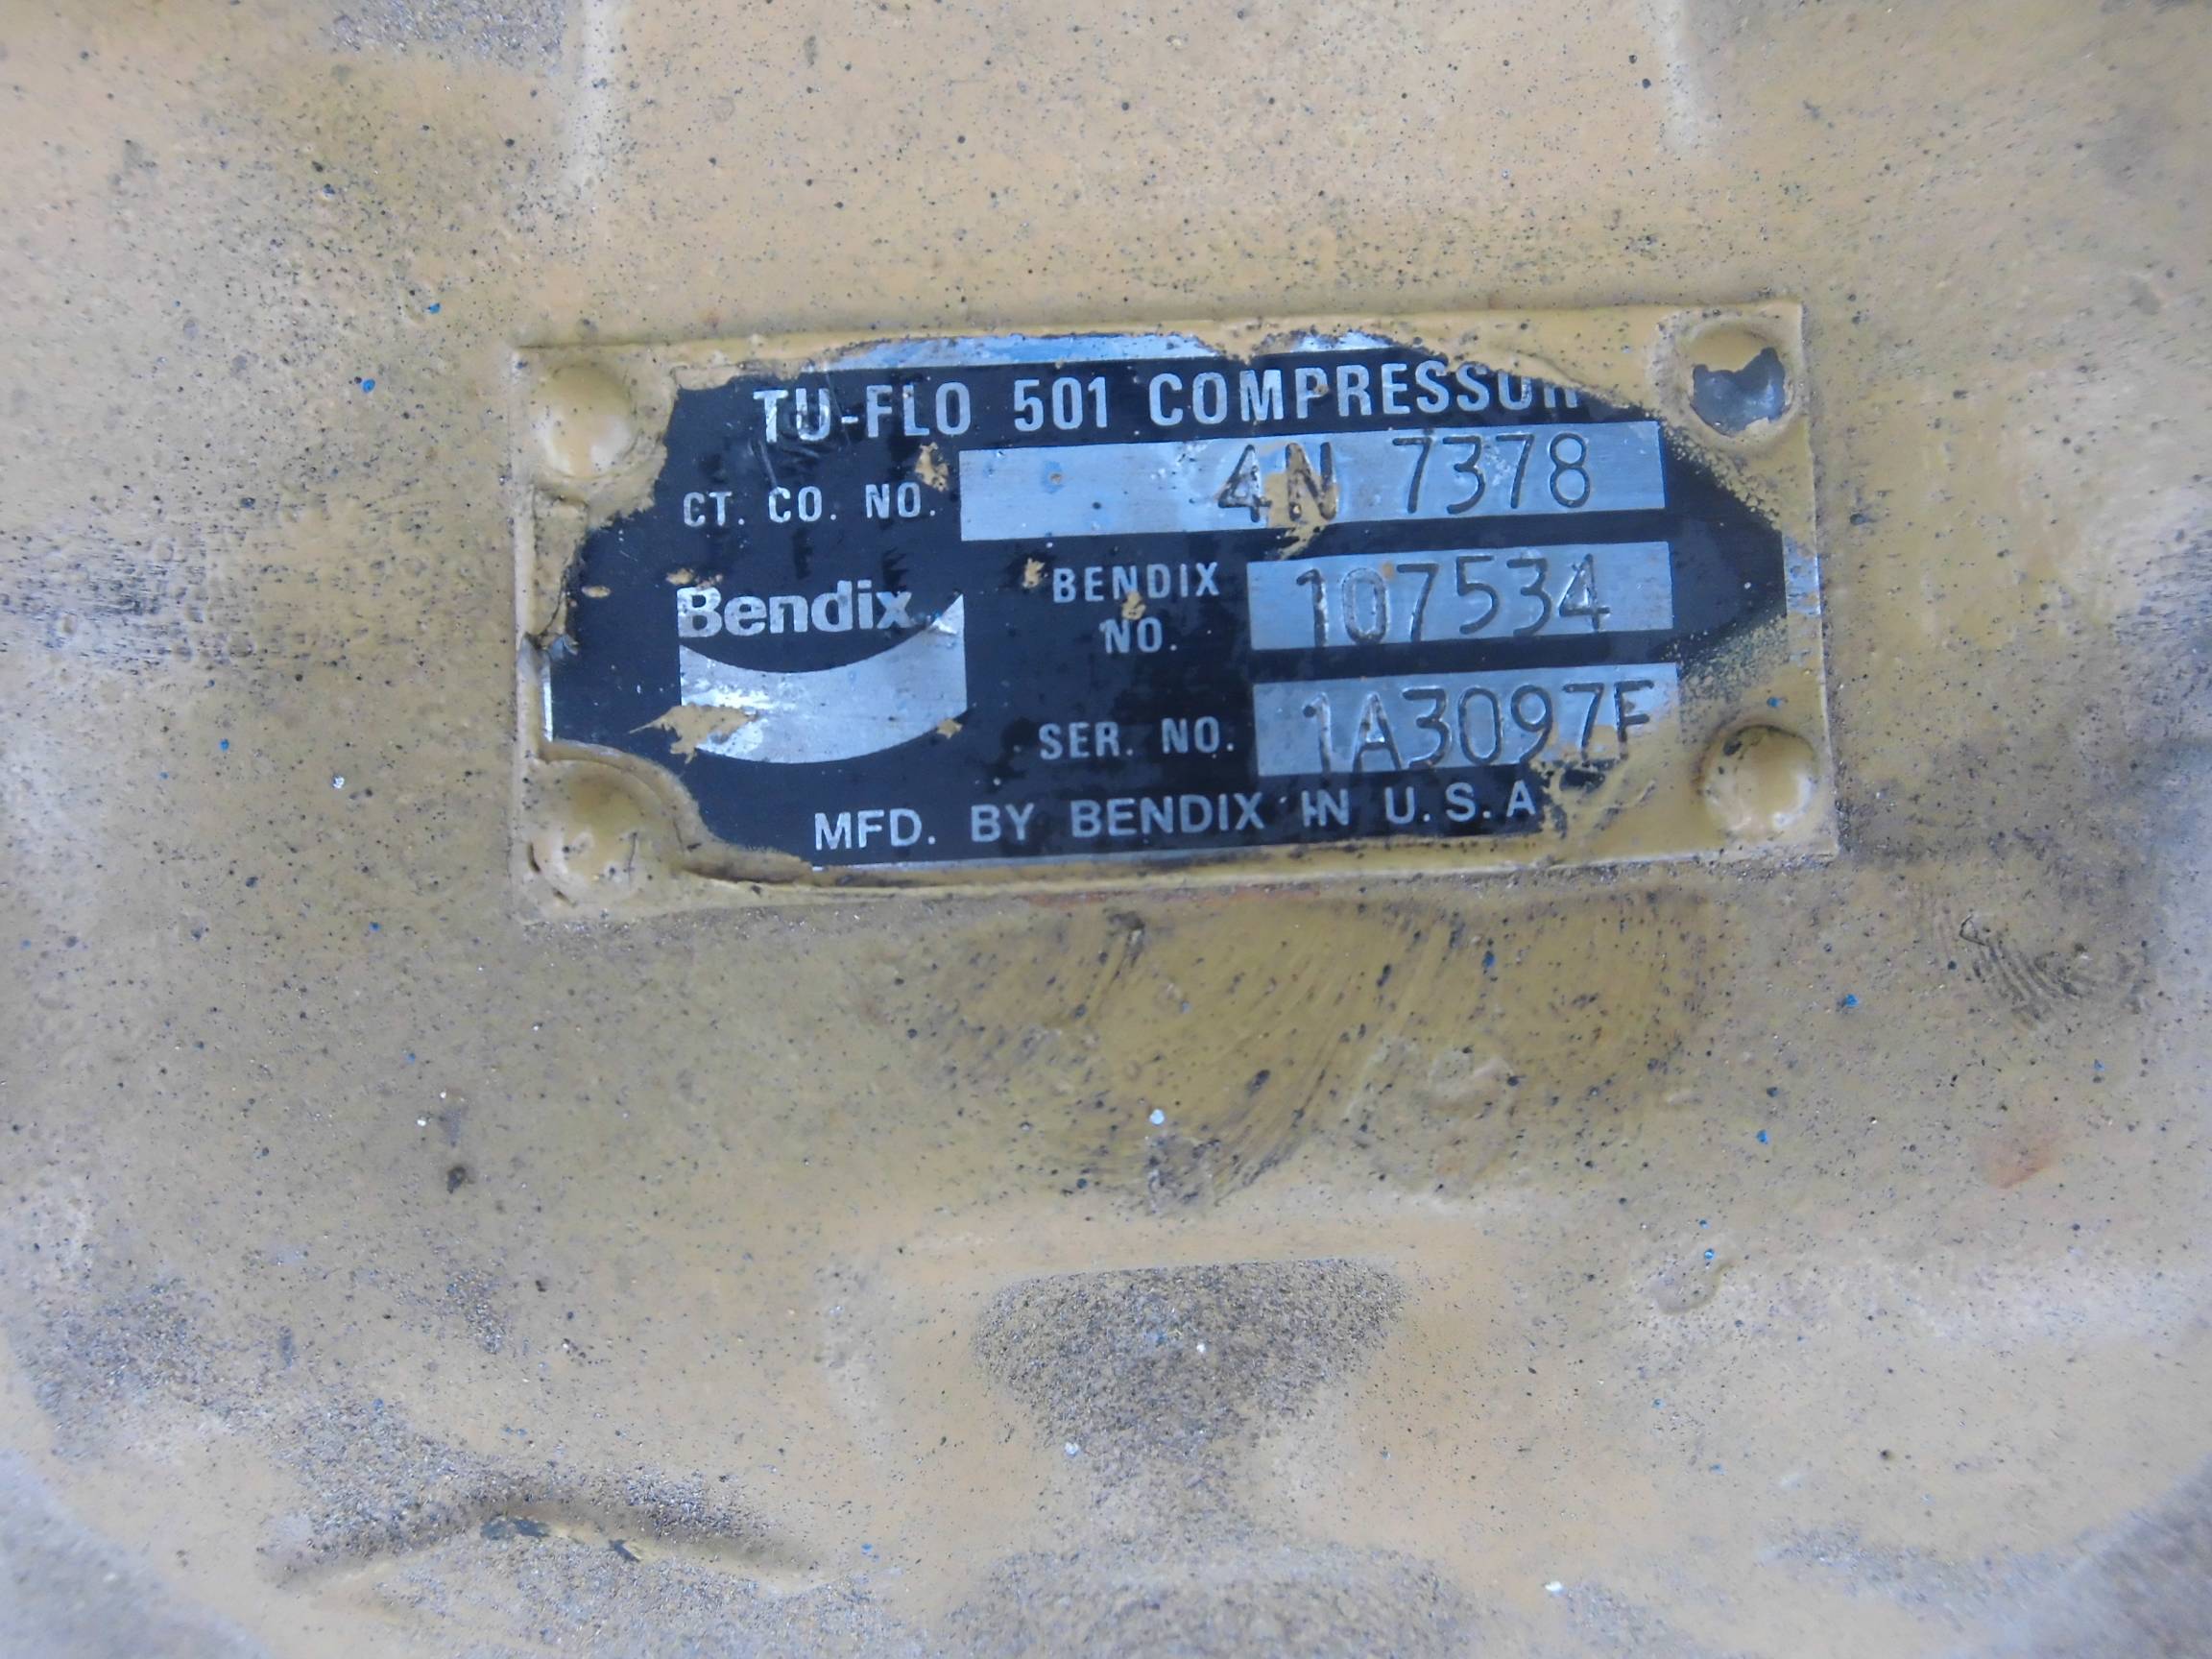 TU-FLO 501 COMPRESSOR
CT. CO. NO. 4N 7378
Bendix
BENDIX NO. 107534
SER. NO. 1A3097F
MFD. BY BENDIX IN U.S.A